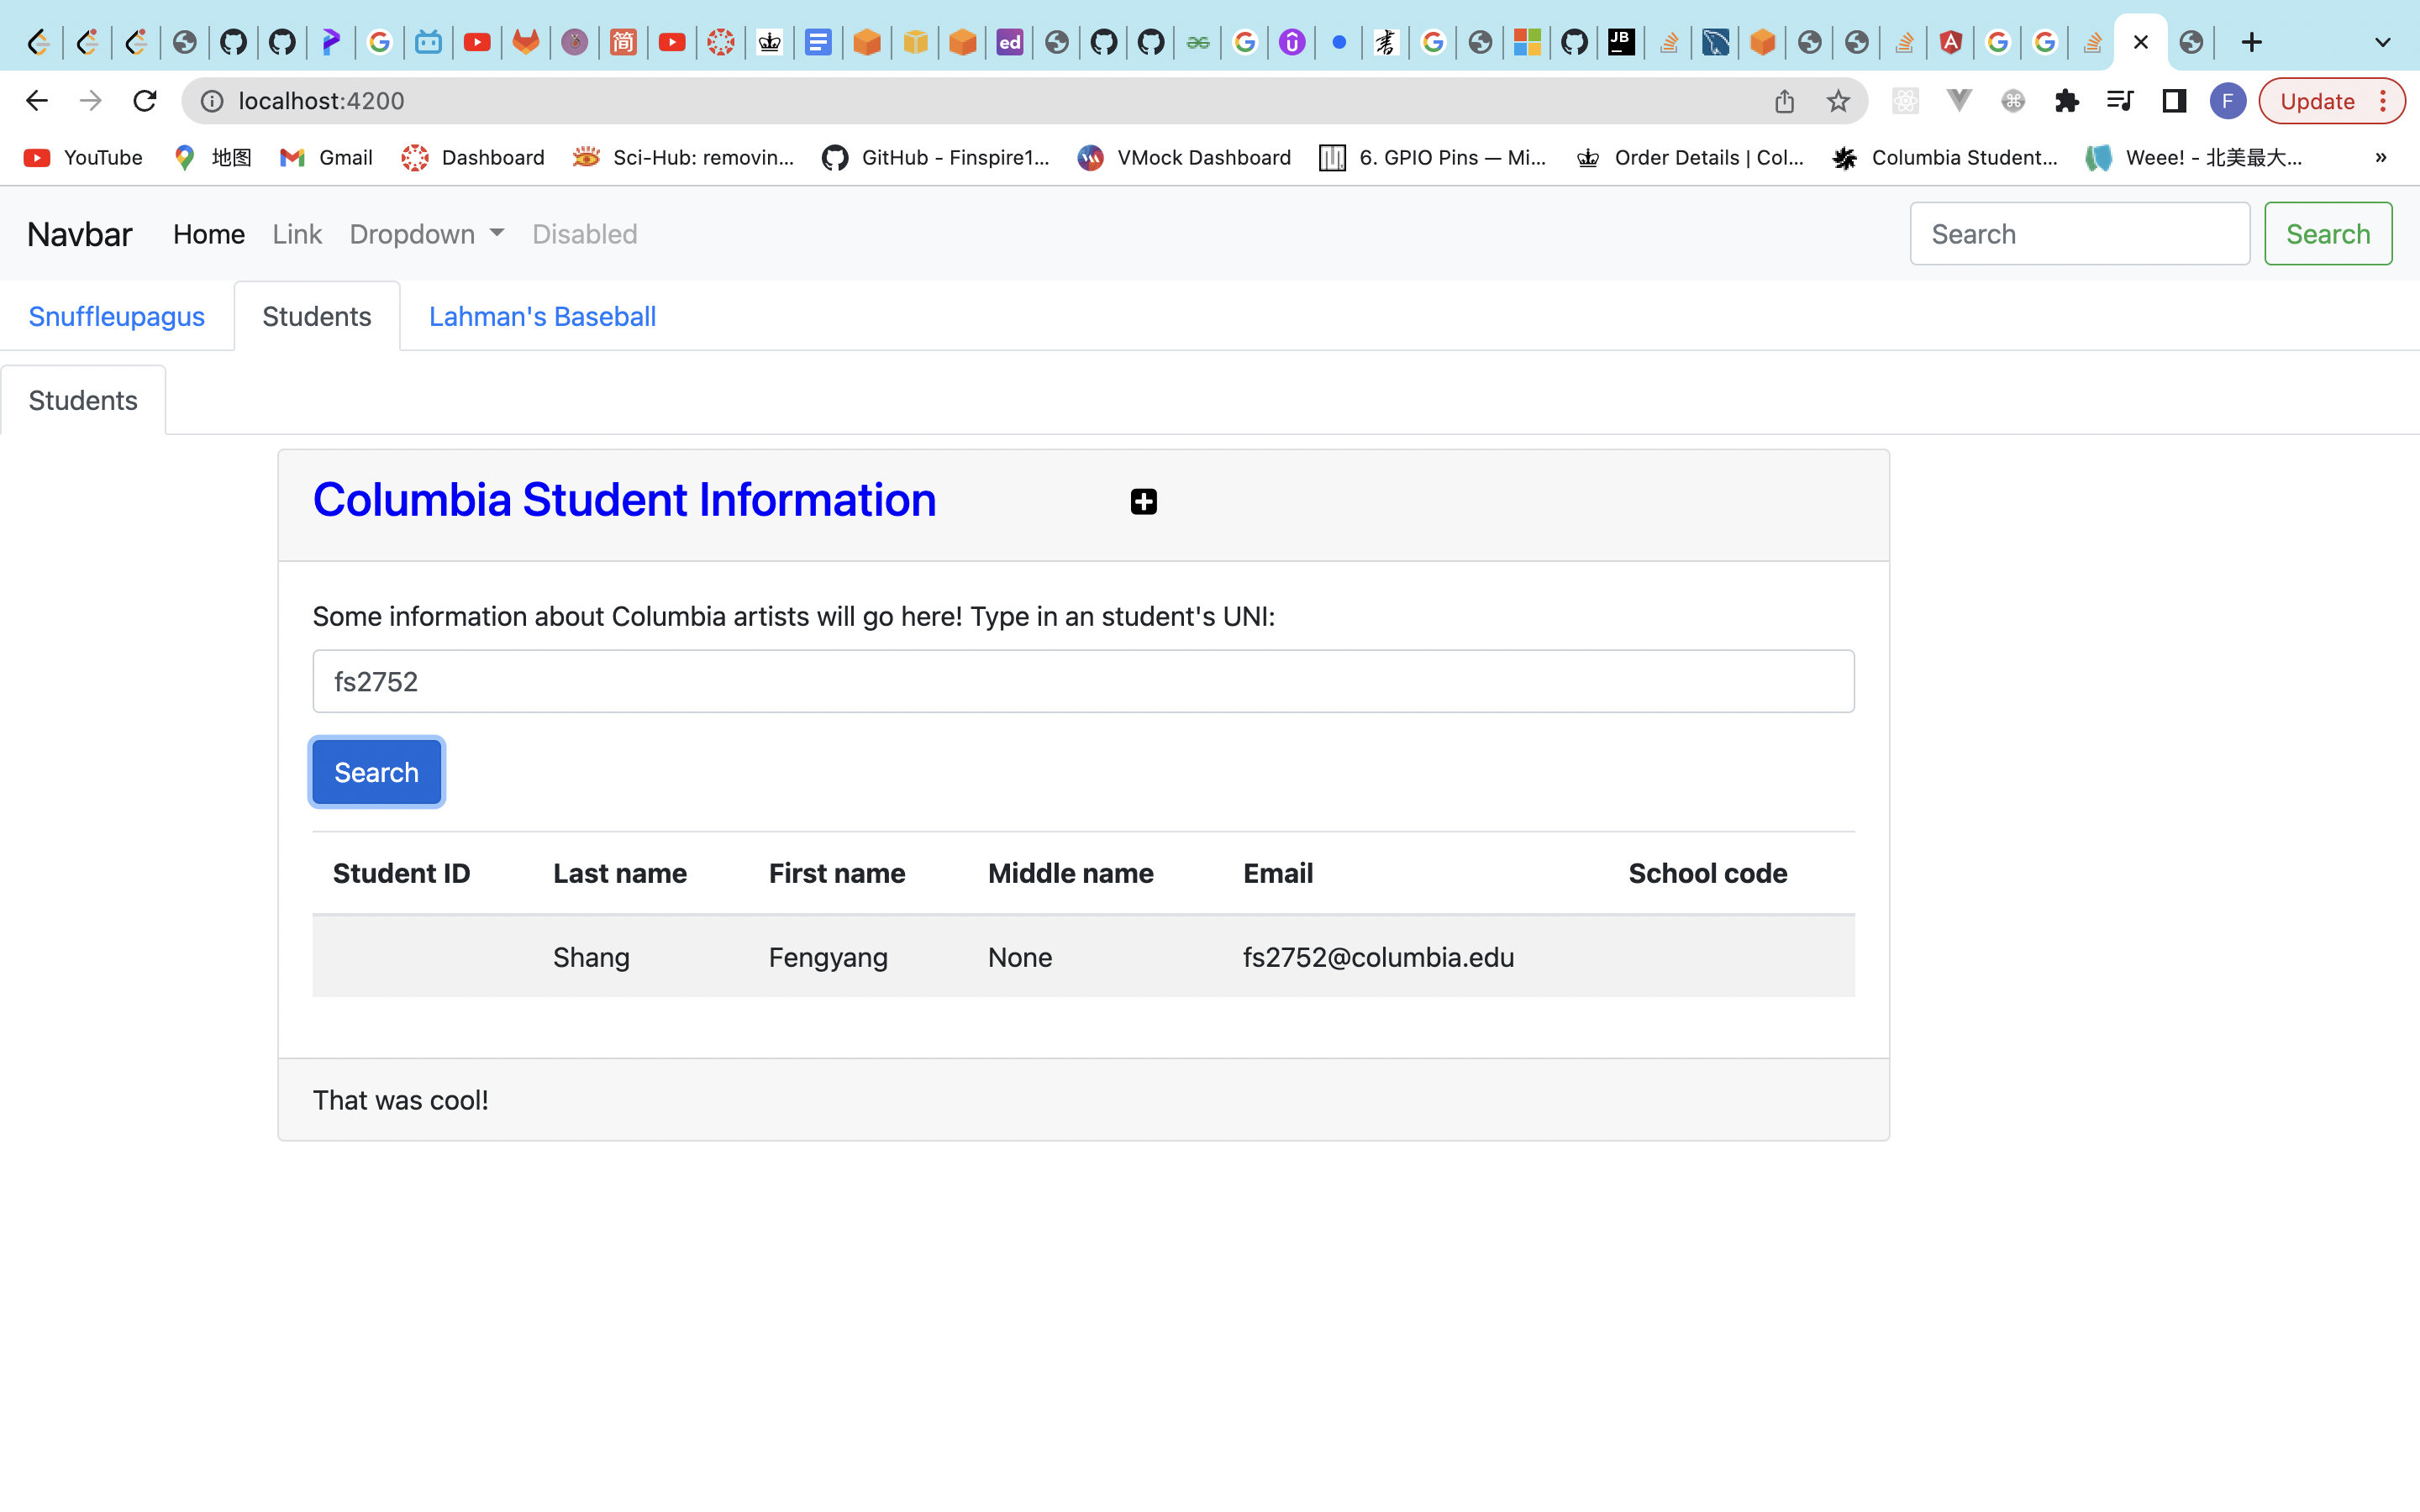 简 ed JB
localhost:4200 F Update
YouTube 地图 Gmail Dashboard Sci-Hub: removin... GitHub - Finspire1... VMock Dashboard 6. GPIO Pins — Mi... Order Details | Col... Columbia Student... Weee! - 北美最大... »
Navbar Home Link Dropdown Disabled Search Search
Snuffleupagus Students Lahman's Baseball
Students
Columbia Student Information
Some information about Columbia artists will go here! Type in an student's UNI:
fs2752
Search
Student ID Last name First name Middle name Email School code
Shang Fengyang None fs2752@columbia.edu
That was cool!